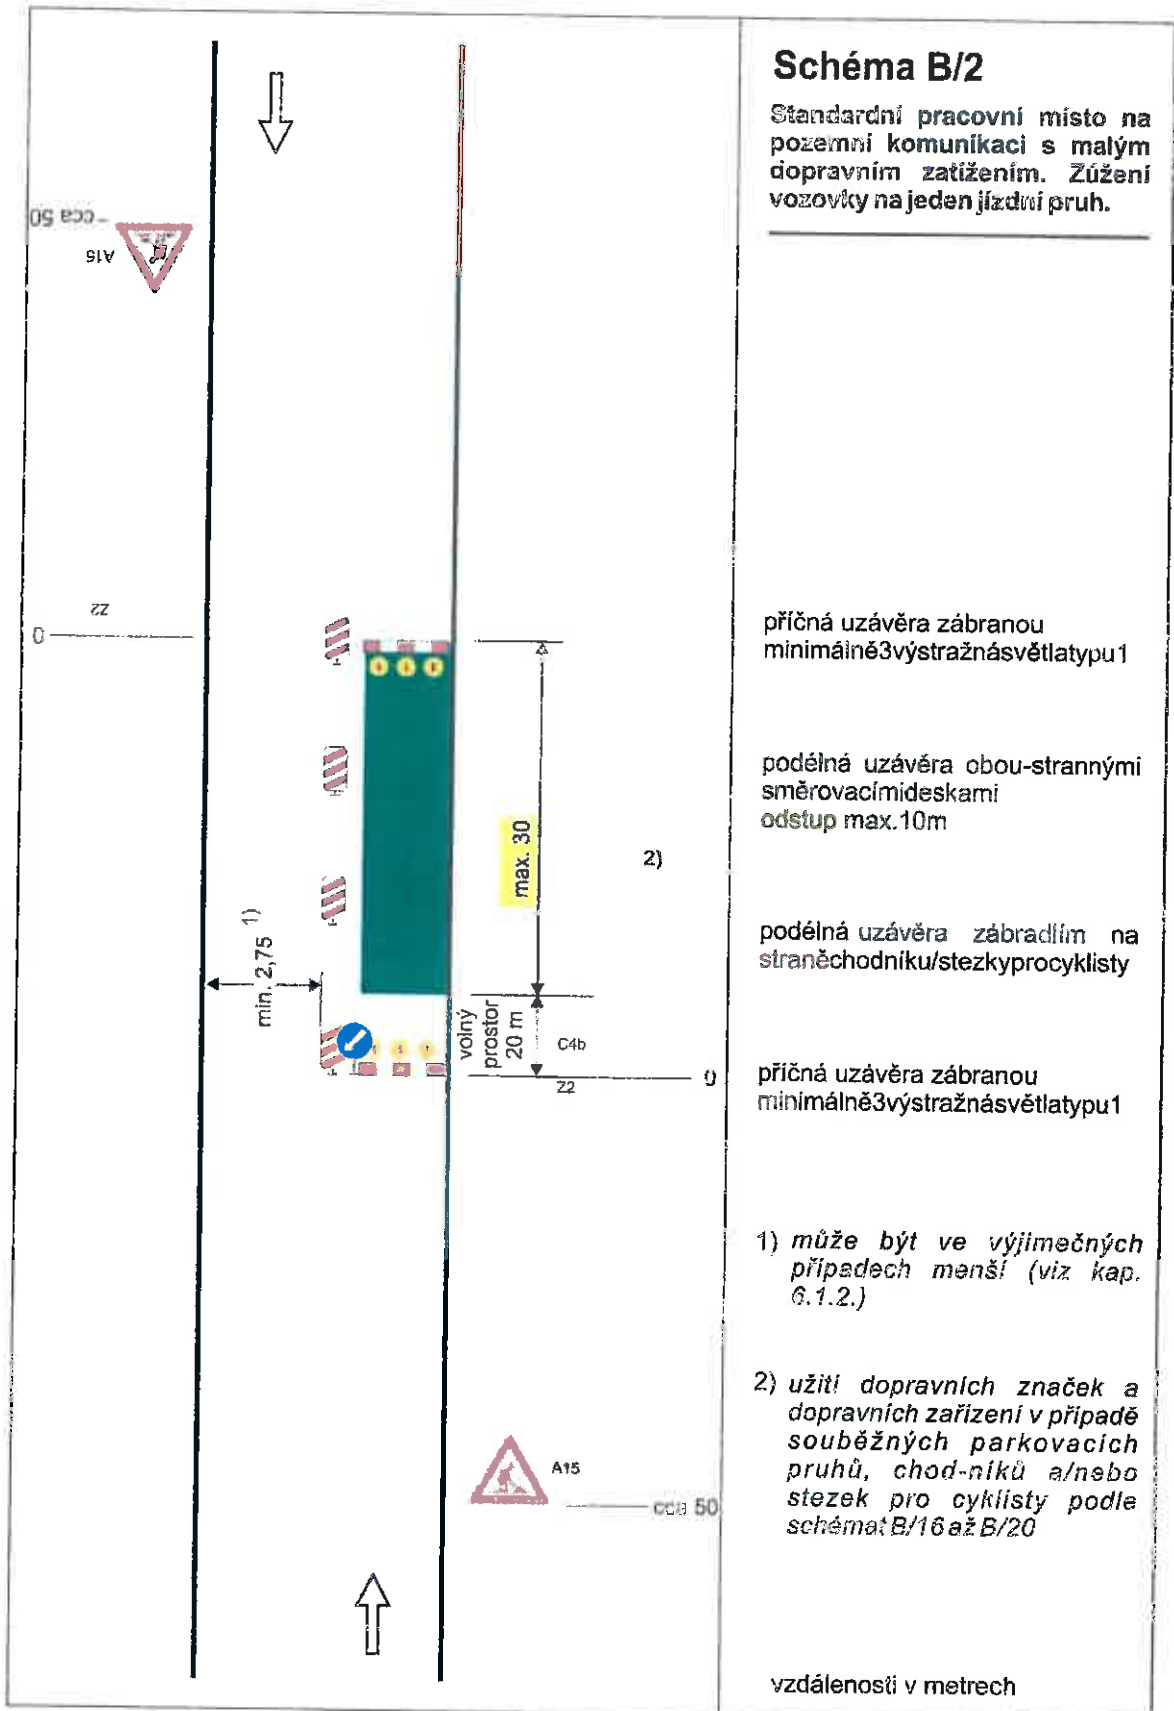 Schéma B/2
Standardní pracovní místo na
pozemní komunikaci s malým
dopravním zatížením. Zúžení
vozovky na jeden jízdní pruh.
cca 50
A15
Z2
0
příčná uzávěra zábranou
minimálně3výstražnásvětlatypu1
podélná uzávěra obou-strannými
směrovacímideskami
odstup max.10m
max. 30
2)
podélná uzávěra zábradlím na
straněchodníku/stezkyprocyklisty
min. 2,75 1)
volný
prostor
20 m
C4b
Z2
0
příčná uzávěra zábranou
minimálně3výstražnásvětlatypu1
1) může být ve výjimečných
případech menší (viz kap.
6.1.2.)
2) užití dopravních značek a
dopravních zařízení v případě
souběžných parkovacích
pruhů, chod-níků a/nebo
stezek pro cyklisty podle
schémat B/16 až B/20
A15
cca 50
vzdálenosti v metrech